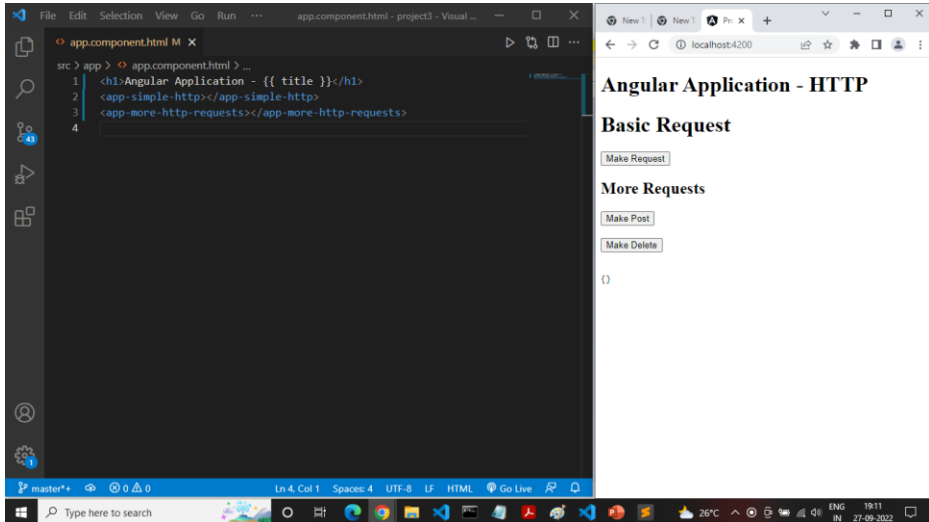 File Edit Selection View Go Run ··· app.component.html - project3 - Visual ...
app.component.html M
src > app > app.component.html > ...
1 <h1>Angular Application - {{ title }}</h1>
2 <app-simple-http></app-simple-http>
3 <app-more-http-requests></app-more-http-requests>
4
43
1
master*+ 0 0 Ln 4, Col 1 Spaces: 4 UTF-8 LF HTML Go Live
New New Pr
localhost:4200
Angular Application - HTTP
Basic Request
Make Request
More Requests
Make Post
Make Delete
{}
Type here to search
26°C ENG 19:11
IN 27-09-2022